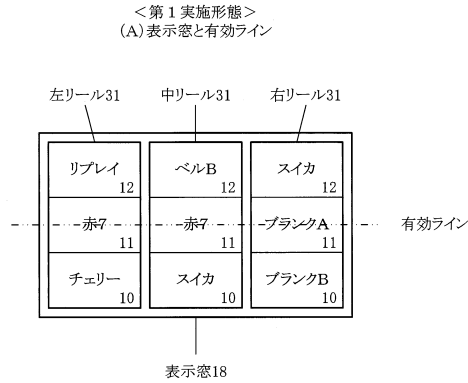 ＜第１実施形態＞
(A)表示窓と有効ライン
左リール31 中リール31 右リール31
リプレイ ベルB スイカ
12 12 12
赤7 赤7 ブランクA 有効ライン
11 11 11
チェリー スイカ ブランクB
10 10 10
表示窓18